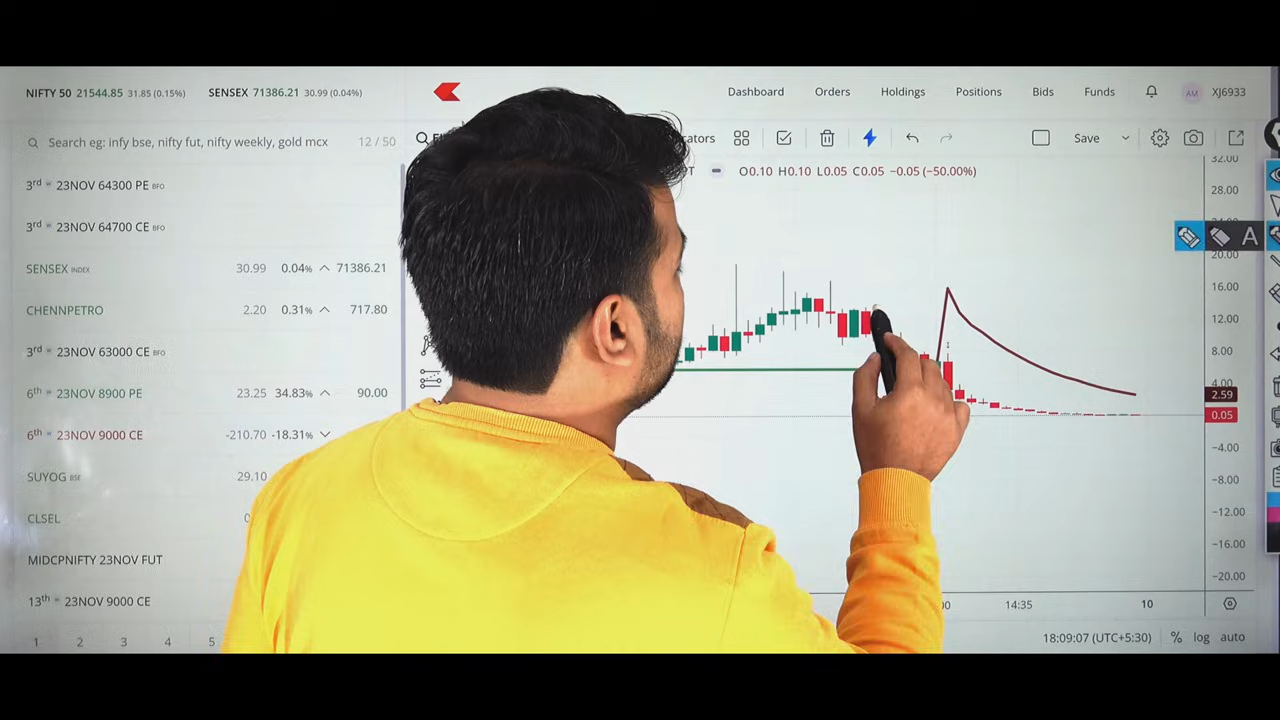 NIFTY 50 21544.85 31.85 (0.15%) SENSEX 71386.21 30.99 (0.04%)
Dashboard Orders Holdings Positions Bids Funds AM XJ6933
Search eg: infy bse, nifty fut, nifty weekly, gold mcx 12 / 50
Save
3rd w 23NOV 64300 PE BFO
3rd w 23NOV 64700 CE BFO
SENSEX INDEX 30.99 0.04% 71386.21
CHENNPETRO 2.20 0.31% 717.80
3rd w 23NOV 63000 CE BFO
6th w 23NOV 8900 PE 23.25 34.83% 90.00
6th w 23NOV 9000 CE -210.70 -18.31%
SUYOG BSE 29.10
CLSEL
MIDCPNIFTY 23NOV FUT
13th w 23NOV 9000 CE
1 2 3 4 5
O0.10 H0.10 L0.05 C0.05 −0.05 (−50.00%)
A
32.00
28.00
20.00
16.00
12.00
8.00
4.00
2.59
0.05
−4.00
−8.00
−12.00
−16.00
−20.00
14:35 10
18:09:07 (UTC+5:30) % log auto